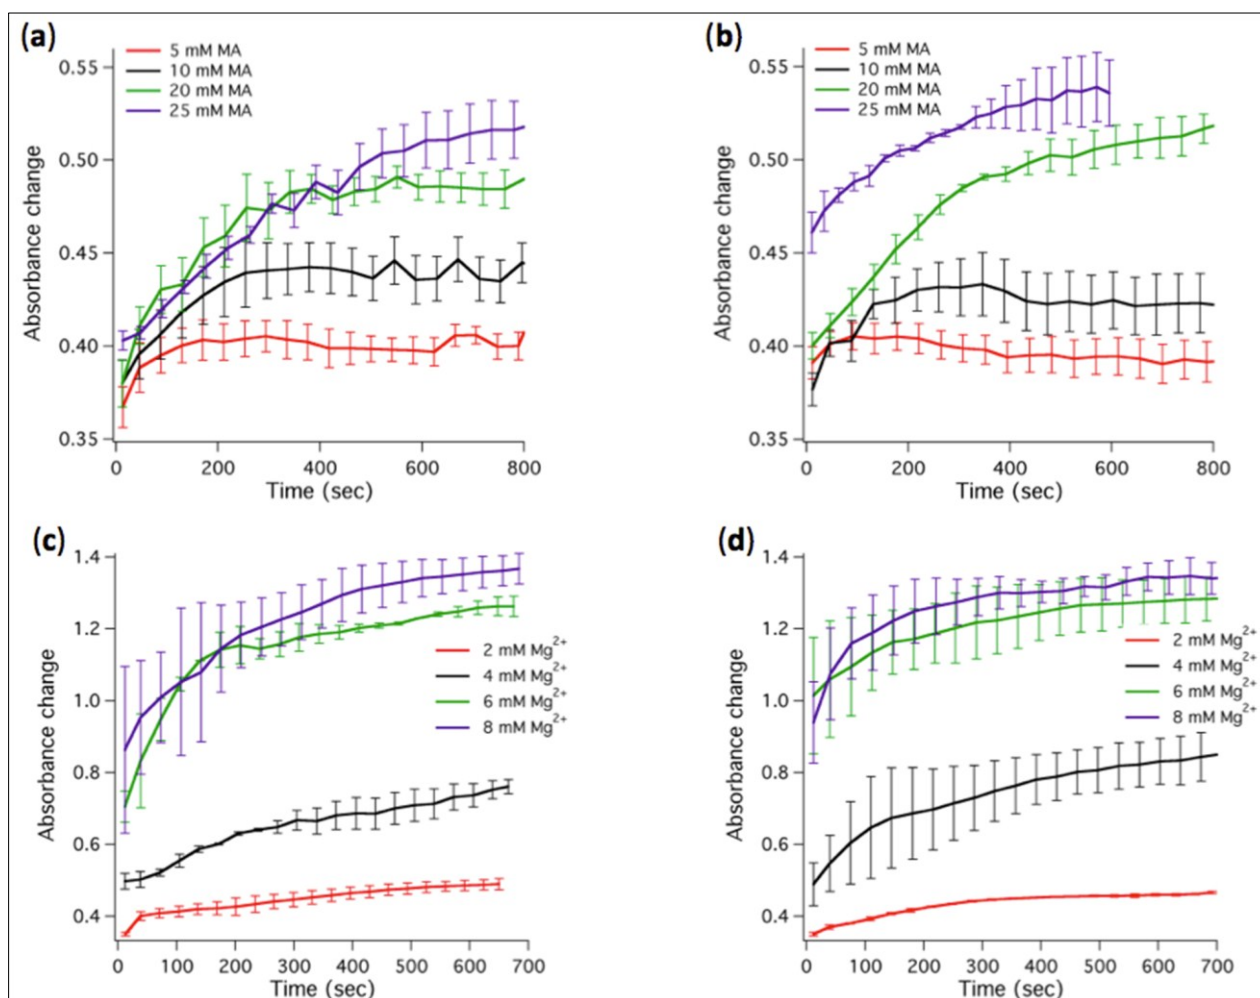 (a)
5 mM MA
10 mM MA
20 mM MA
25 mM MA
0.55
0.50
0.45
0.40
0.35
Absorbance change
0 200 400 600 800
Time (sec)
(b)
5 mM MA
10 mM MA
20 mM MA
25 mM MA
0.55
0.50
0.45
0.40
0.35
Absorbance change
0 200 400 600 800
Time (sec)
(c)
1.4
1.2
1.0
0.8
0.6
0.4
Absorbance change
2 mM Mg²⁺
4 mM Mg²⁺
6 mM Mg²⁺
8 mM Mg²⁺
0 100 200 300 400 500 600 700
Time (sec)
(d)
1.4
1.2
1.0
0.8
0.6
0.4
Absorbance change
2 mM Mg²⁺
4 mM Mg²⁺
6 mM Mg²⁺
8 mM Mg²⁺
0 100 200 300 400 500 600 700
Time (sec)